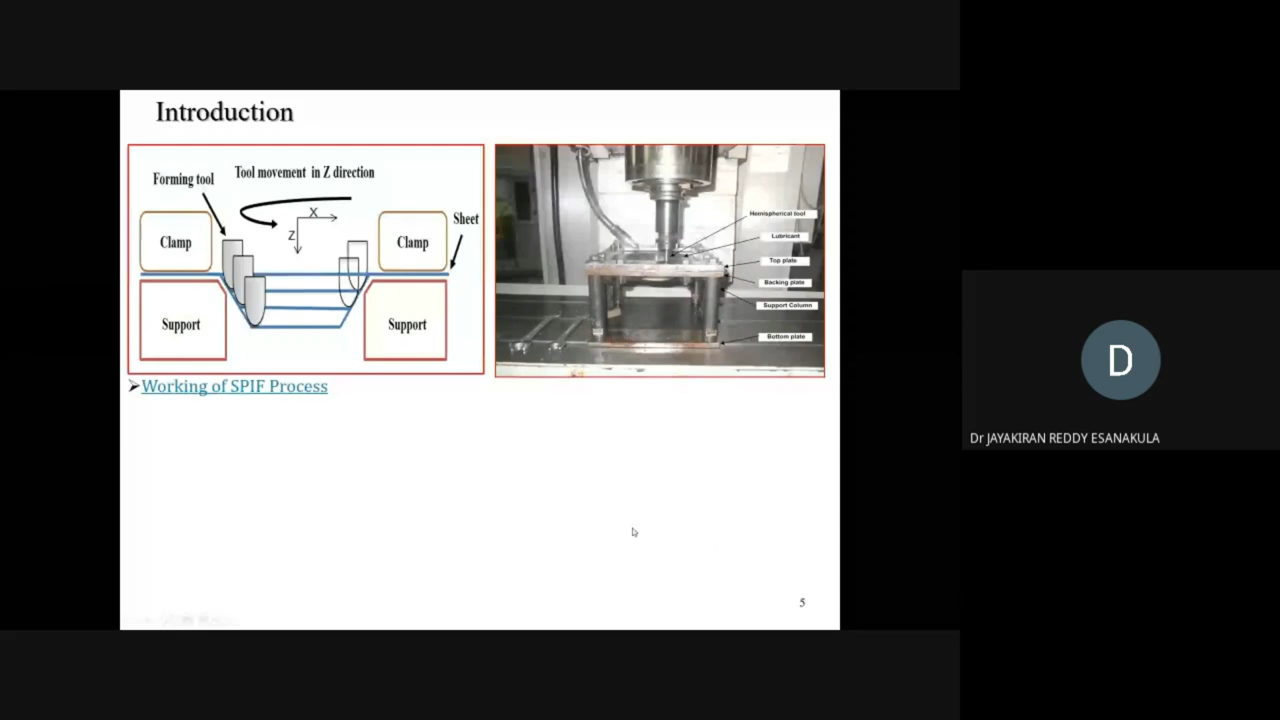 Introduction
Tool movement in Z direction
Forming tool
X
Z
Clamp
Clamp
Sheet
Support
Support
Hemispherical tool
Lubricant
Top plate
Backing plate
Support Column
Bottom plate
➢Working of SPIF Process
5
D
Dr JAYAKIRAN REDDY ESANAKULA